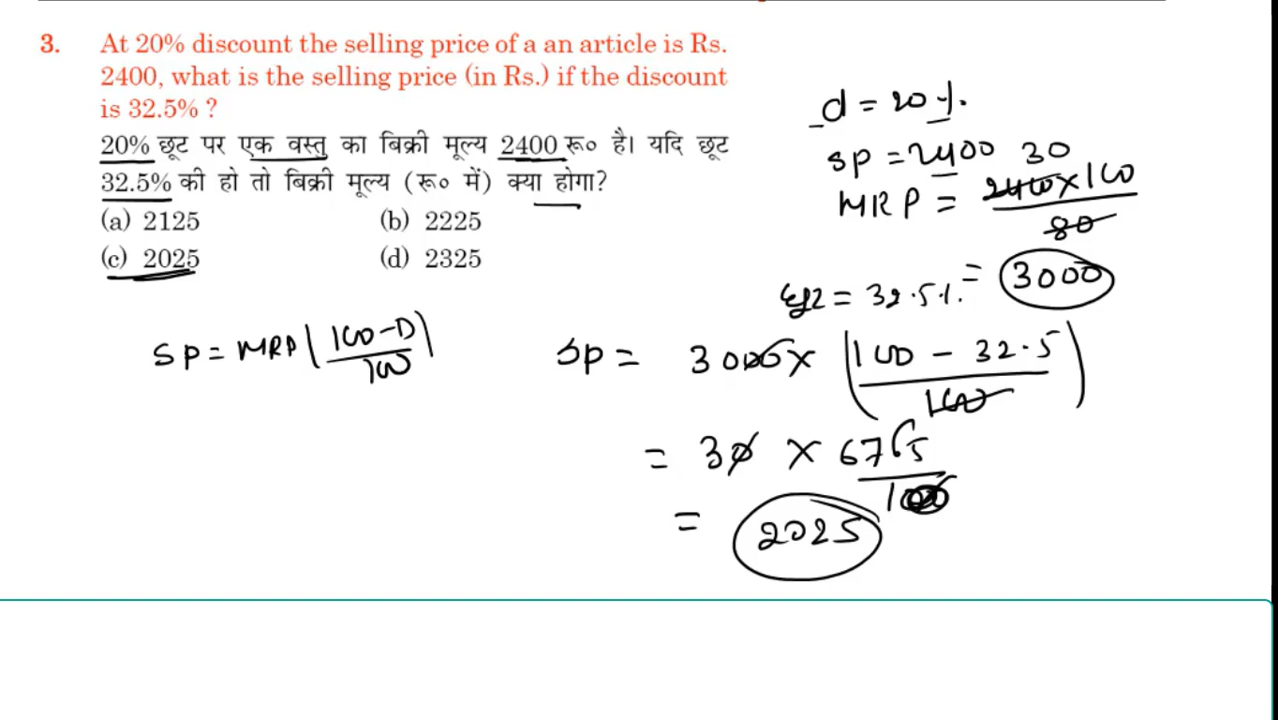 3. At 20% discount the selling price of a an article is Rs.
2400, what is the selling price (in Rs.) if the discount
is 32.5% ?
20% छूट पर एक वस्तु का बिक्री मूल्य 2400 रू० है। यदि छूट
32.5% की हो तो बिक्री मूल्य (रू० में) क्या होगा?
(a) 2125 (b) 2225
(c) 2025 (d) 2325
d = 20 %.
SP = 2400 30
MRP = 2400 x 100
80
= 3000
= 32.5%.
SP = MRP ( 100 - D )
100
SP = 3000 x ( 100 - 32.5 )
100
= 30 x 675
100
= 2025